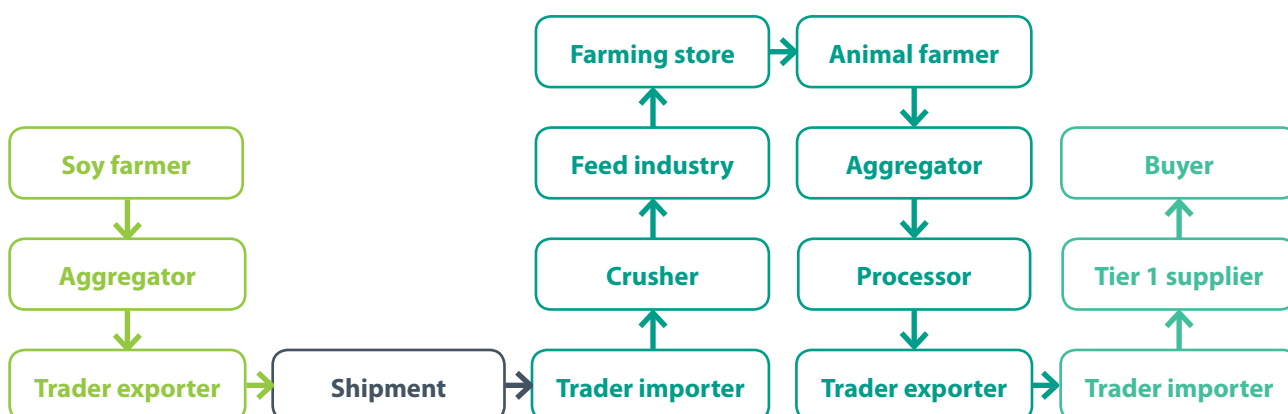 Soy farmer
Aggregator
Trader exporter
Shipment
Trader importer
Crusher
Feed industry
Farming store
Animal farmer
Aggregator
Processor
Trader exporter
Trader importer
Tier 1 supplier
Buyer